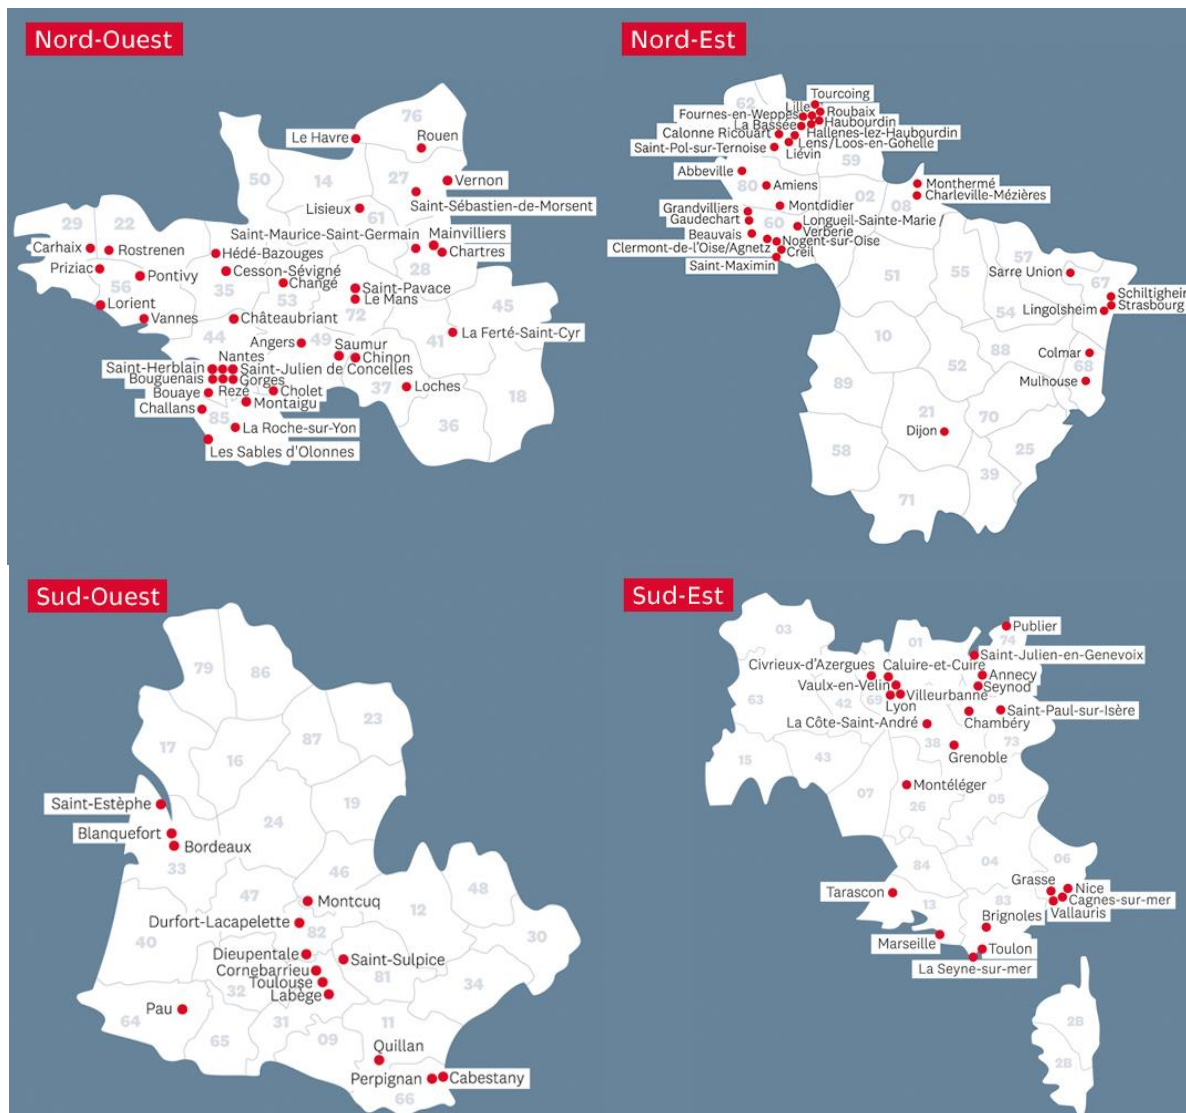 Nord-Ouest
76
Le Havre
Rouen
50
14
27
Vernon
Lisieux
61
Saint-Sébastien-de-Morsent
29
22
Saint-Maurice-Saint-Germain
Mainvilliers
Carhaix
Rostrenen
Hédé-Bazouges
Chartres
Priziac
Pontivy
Cesson-Sévigné
28
56
35
Changé
Saint-Pavace
53
Le Mans
45
Lorient
72
Vannes
Châteaubriant
La Ferté-Saint-Cyr
44
49
41
Angers
Saumur
Nantes
Chinon
Saint-Herblain
Saint-Julien de Concelles
Bouguenais
Gorges
37
Loches
Bouaye
Rezé
Cholet
18
Challans
Montaigu
85
La Roche-sur-Yon
36
Les Sables d'Olonnes
Nord-Est
Tourcoing
62
Lille
Roubaix
Fournes-en-Weppes
Haubourdin
La Bassée
Calonne Ricouart
Hallenes-lez-Haubourdin
Lens/Loos-en-Gohelle
Saint-Pol-sur-Ternoise
Liévin
59
Abbeville
80
Amiens
02
Monthermé
08
Charleville-Mézières
Montdidier
Grandvilliers
Gaudechart
60
Longueil-Sainte-Marie /
Verberie
Beauvais
Nogent-sur-Oise
Clermont-de-l'Oise/Agnetz
Creil
Saint-Maximin
57
51
55
Sarre Union
67
Schiltigheim
Strasbourg
54
Lingolsheim
10
88
Colmar
52
68
89
Mulhouse
21
70
Dijon
58
25
39
71
Sud-Ouest
79
86
23
17
87
16
Saint-Estèphe
19
24
Blanquefort
Bordeaux
33
46
47
48
Montcuq
12
Durfort-Lacapelette
82
40
30
Dieupentale
Saint-Sulpice
Cornebarrieu
81
Toulouse
32
34
Labège
Pau
64
31
11
65
09
Quillan
Perpignan
Cabestany
66
Sud-Est
Publier
03
01
74
Saint-Julien-en-Genevoix
Civrieux-d'Azergues
Caluire-et-Cuire
Annecy
Vaulx-en-Velin
Seynod
63
42
69
Villeurbanne
Lyon
Saint-Paul-sur-Isère
La Côte-Saint-André
Chambéry
38
73
15
43
Grenoble
Montéléger
07
26
05
84
04
06
Grasse
Nice
Tarascon
Cagnes-sur-mer
13
83
Vallauris
Brignoles
Marseille
Toulon
La Seyne-sur-mer
2B
2B